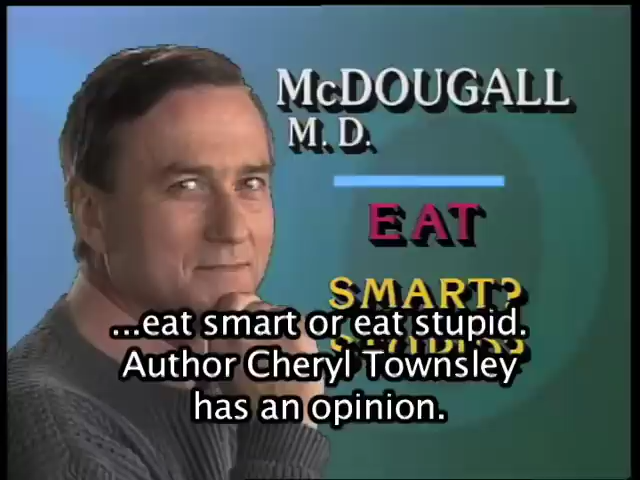 McDOUGALL
M.D.
EAT
SMART?
...eat smart or eat stupid.
Author Cheryl Townsley
has an opinion.